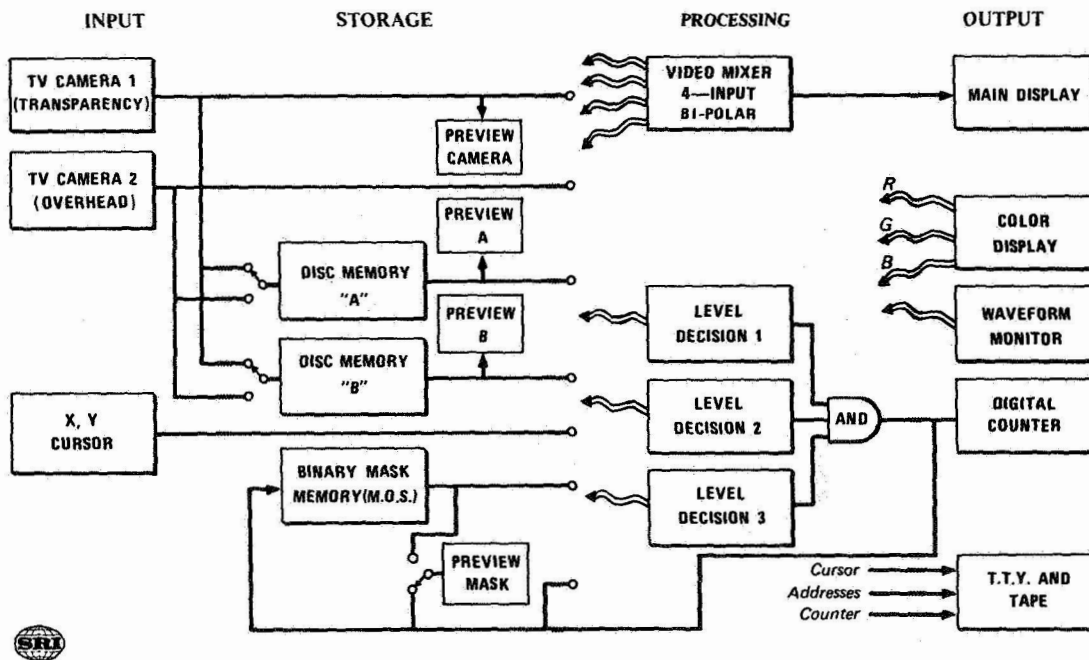 INPUT
STORAGE
PROCESSING
OUTPUT
TV CAMERA 1
(TRANSPARENCY)
VIDEO MIXER
4—INPUT
BI-POLAR
MAIN DISPLAY
PREVIEW
CAMERA
TV CAMERA 2
(OVERHEAD)
PREVIEW
A
R
G
B
COLOR
DISPLAY
DISC MEMORY
"A"
PREVIEW
B
LEVEL
DECISION 1
WAVEFORM
MONITOR
DISC MEMORY
"B"
X, Y
CURSOR
LEVEL
DECISION 2
AND
DIGITAL
COUNTER
BINARY MASK
MEMORY(M.O.S.)
LEVEL
DECISION 3
PREVIEW
MASK
Cursor
Addresses
Counter
T.T.Y. AND
TAPE
SRI